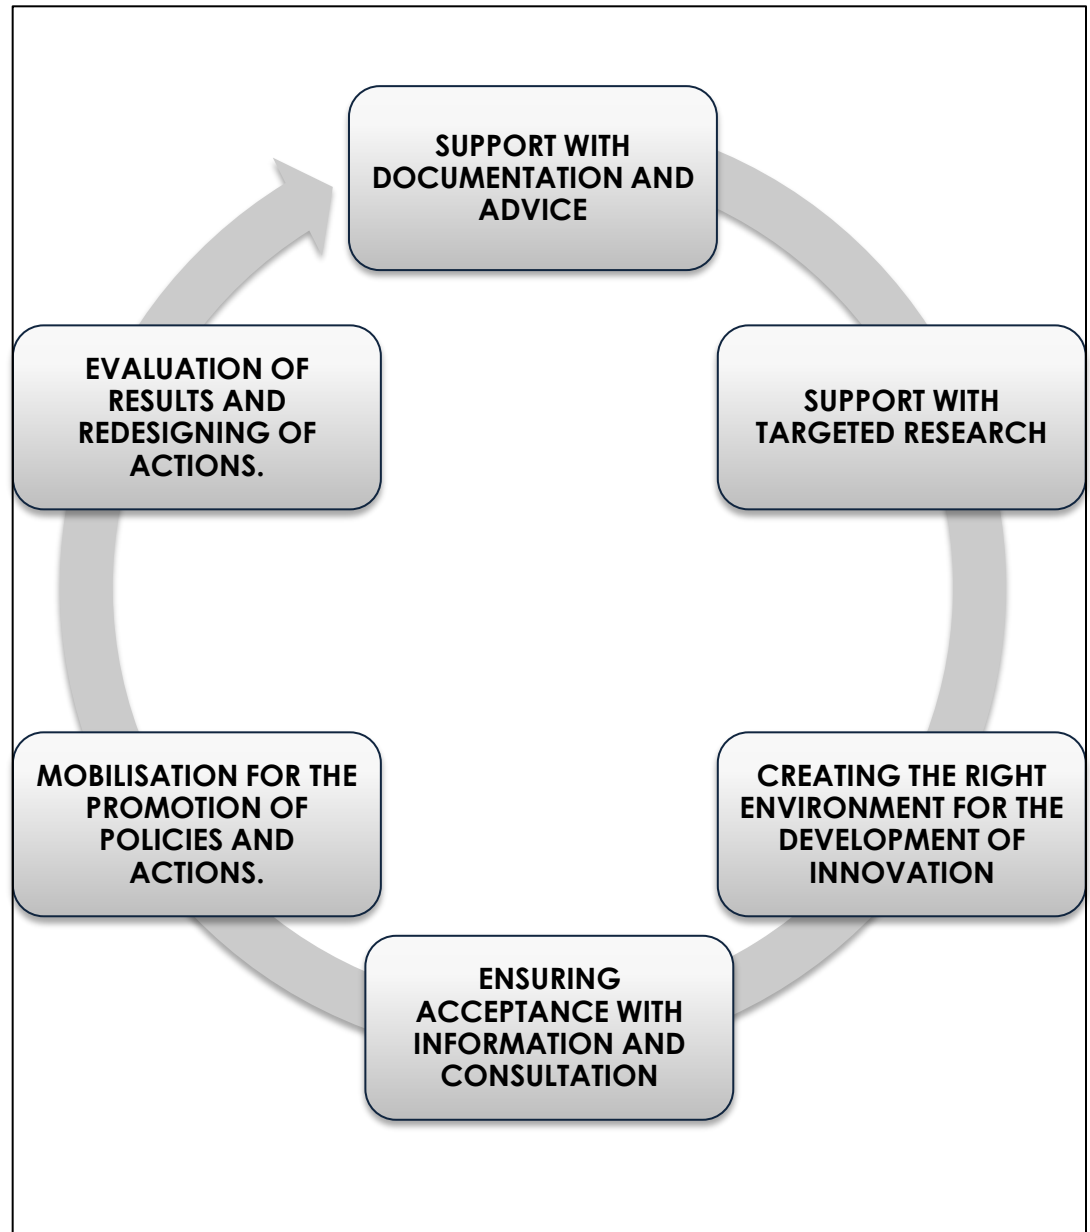 SUPPORT WITH
DOCUMENTATION AND
ADVICE
SUPPORT WITH
TARGETED RESEARCH
CREATING THE RIGHT
ENVIRONMENT FOR THE
DEVELOPMENT OF
INNOVATION
ENSURING
ACCEPTANCE WITH
INFORMATION AND
CONSULTATION
MOBILISATION FOR THE
PROMOTION OF
POLICIES AND
ACTIONS.
EVALUATION OF
RESULTS AND
REDESIGNING OF
ACTIONS.